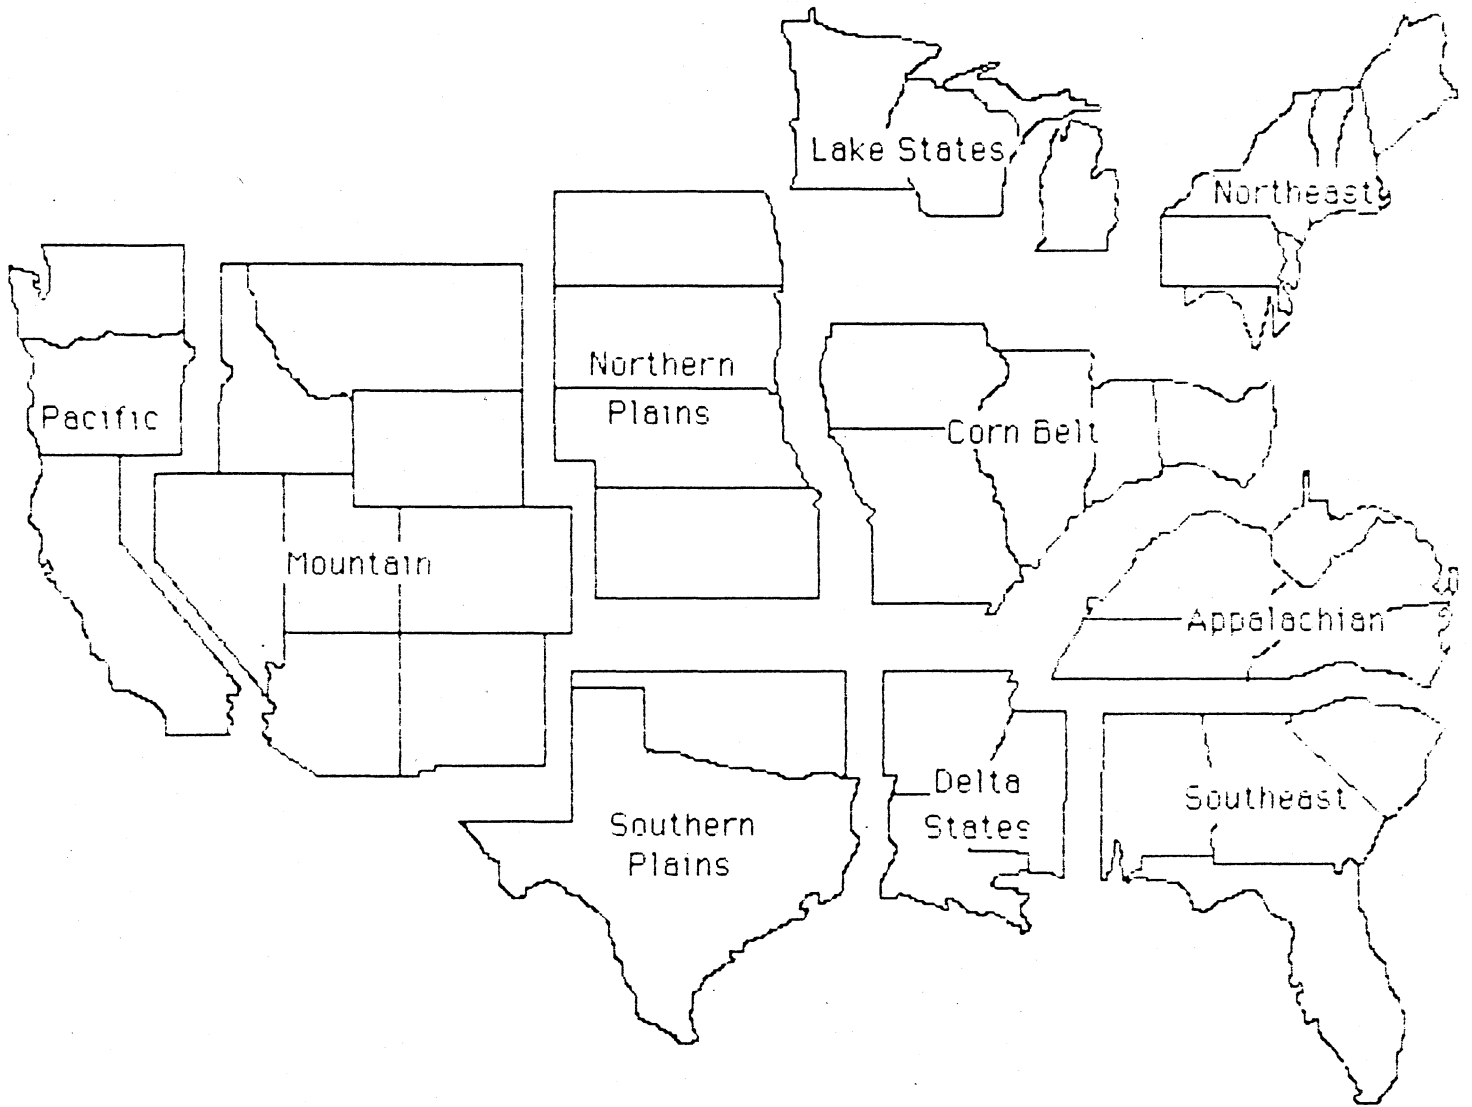 Lake States
Northeast
Northern
Plains
Pacific
Corn Belt
Mountain
Appalachian
Delta
States
Southeast
Southern
Plains